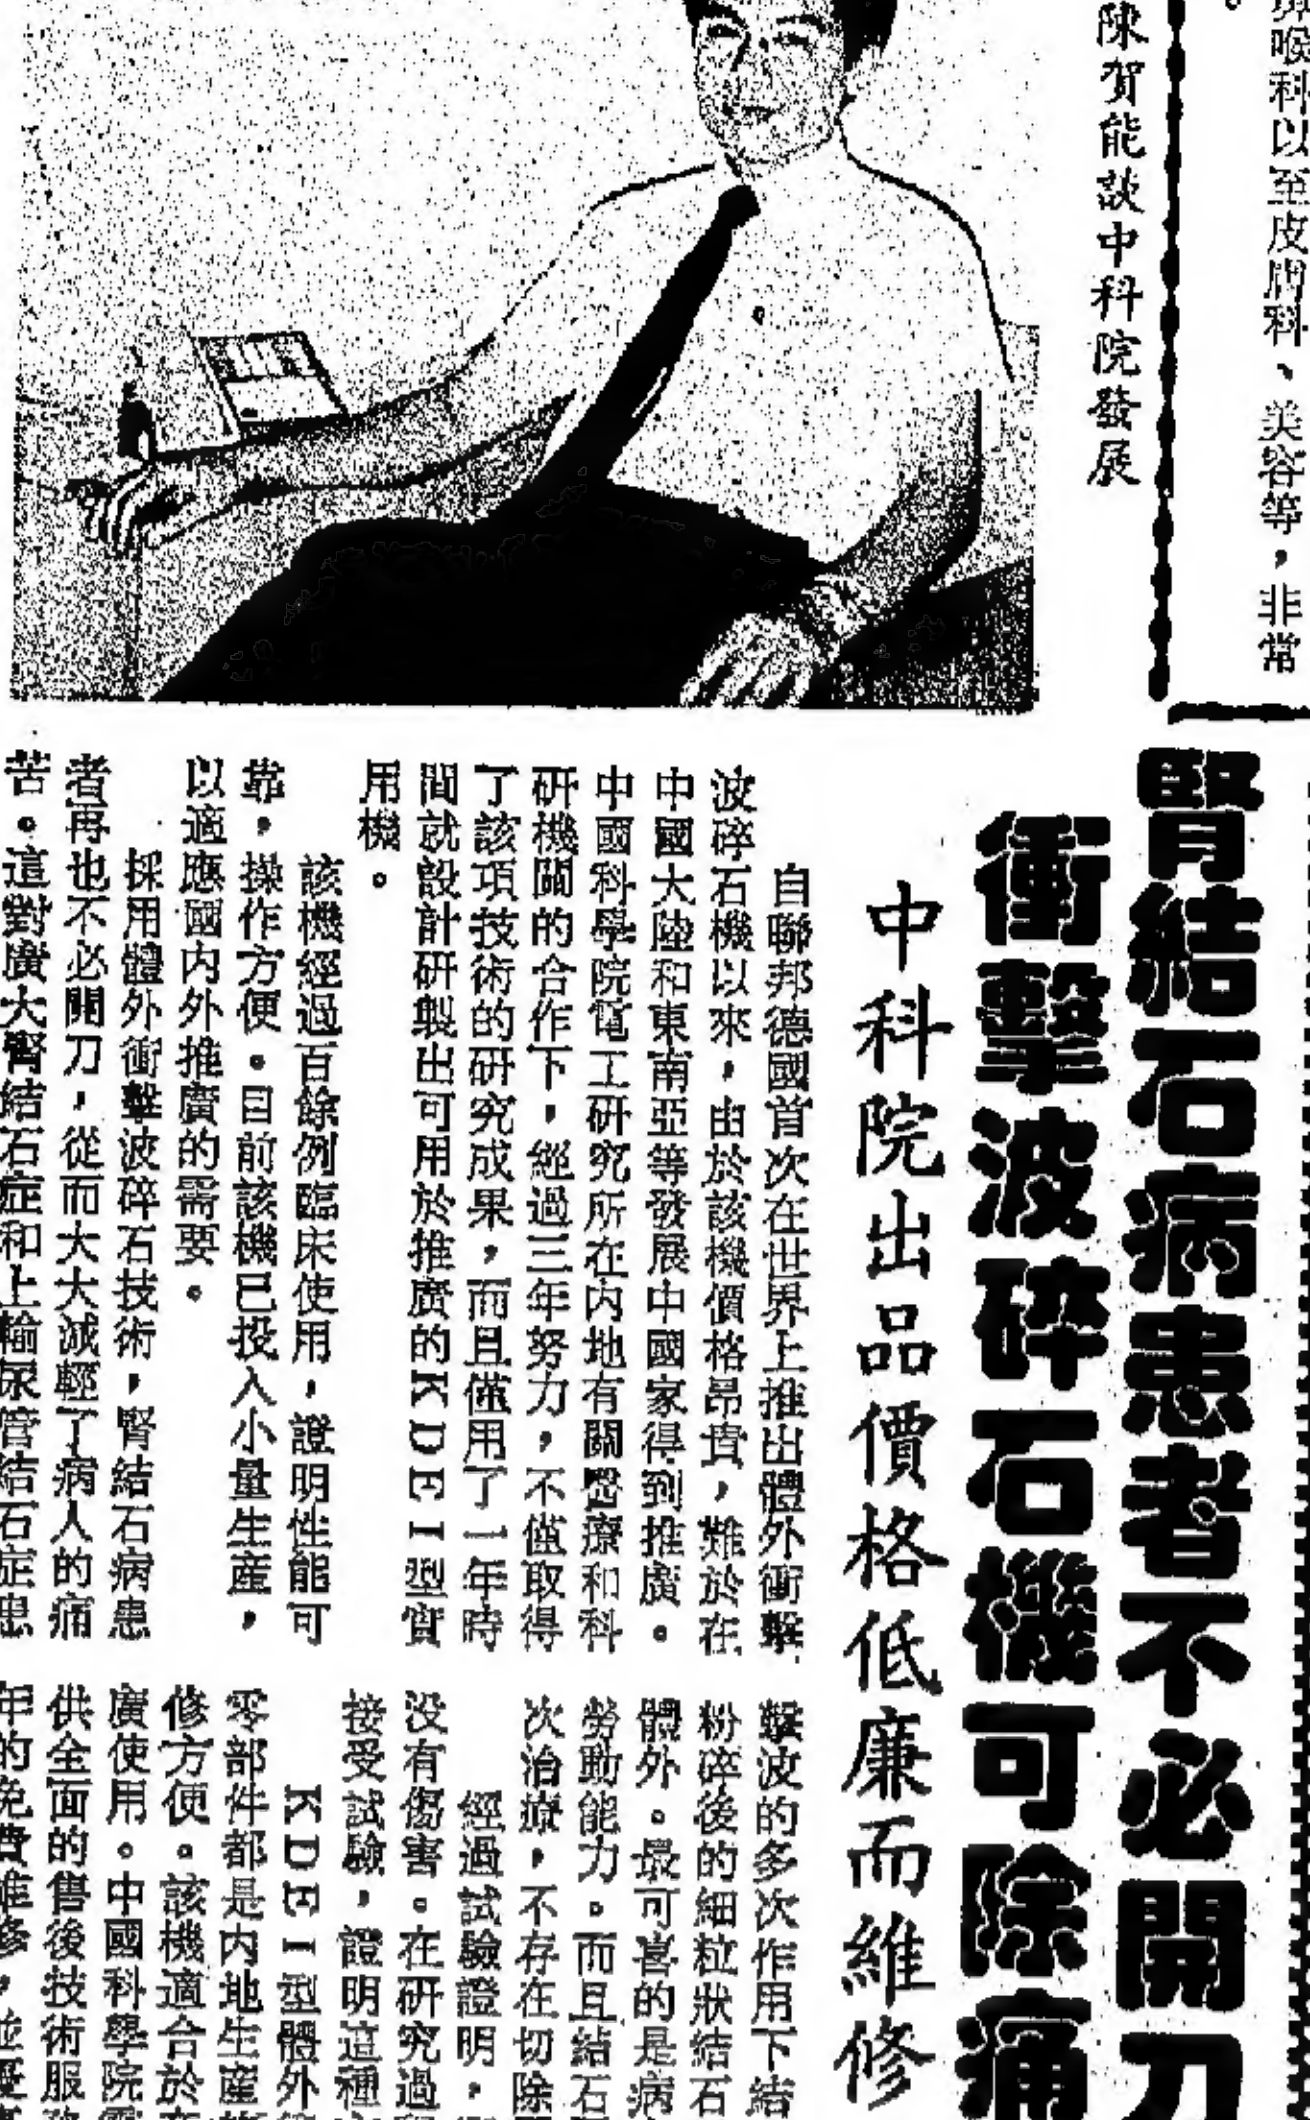 鼻喉科以至皮膚科、美容等，非常
。
陳賀能談中科院發展
腎結石病患者不必開刀
衝擊波碎石機可除痛
中科院出品價格低廉而維修
自聯邦德國首次在世界上推出體外衝擊
波碎石機以來，由於該機價格昂貴，難於在
中國大陸和東南亞等發展中國家得到推廣。
中國科學院電工研究所在内地有關醫療和科
研機關的合作下，經過三年努力，不僅取得
了該項技術的研究成果，而且僅用了一年時
間就設計研製出可用於推廣的KDEI型實
用機。
該機經過百餘例臨床使用，證明性能可
靠，操作方便。目前該機已投入小量生産，
以適應國内外推廣的需要。
採用體外衝擊波碎石技術，腎結石病患
者再也不必開刀，從而大大減輕了病人的痛
苦。這對廣大腎結石症和上輸尿管結石症患
擊波的多次作用下結
粉碎後的細粒狀結石
體外。最可喜的是病
勞動能力。而且結石
次治療，不存在切除
經過試驗證明，
没有傷害。在研究過
接受試驗，證明這種
KDEI型體外
零部件都是内地生産
修方便。該機適合於
廣使用。中國科學院
供全面的售後技術服
年的免費維修，並